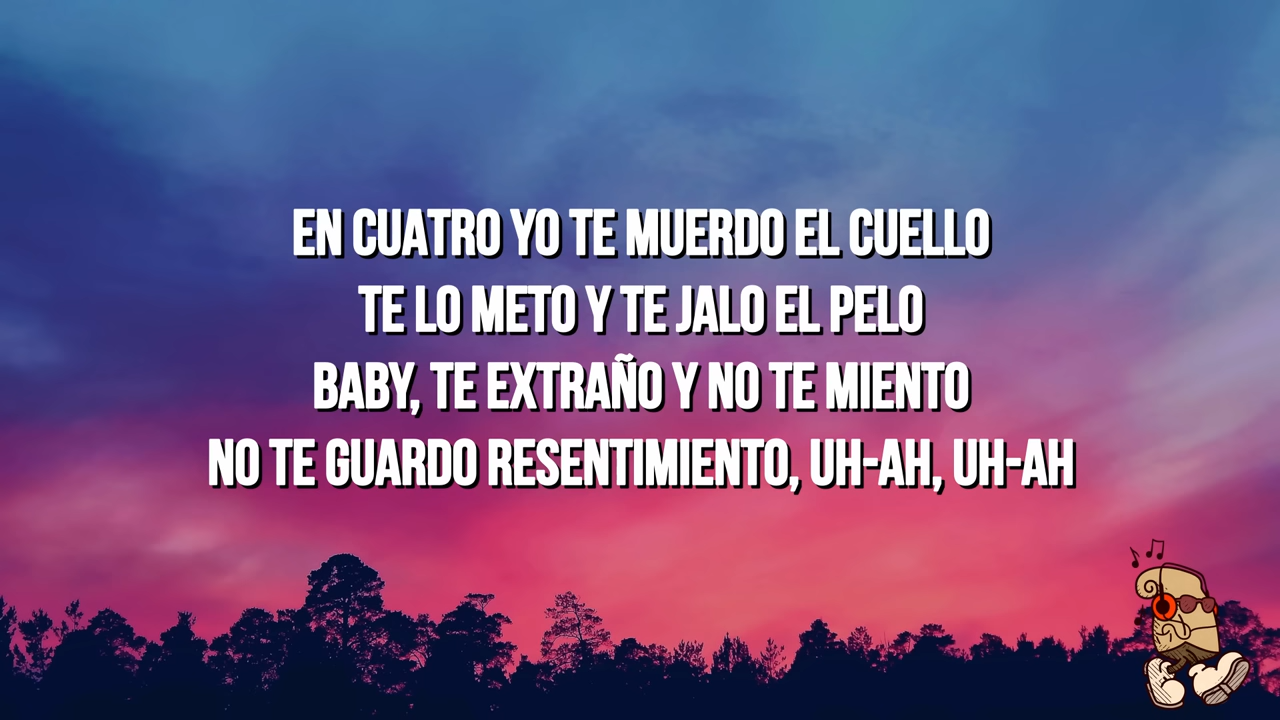 EN CUATRO YO TE MUERDO EL CUELLO
TE LO METO Y TE JALO EL PELO
BABY, TE EXTRAÑO Y NO TE MIENTO
NO TE GUARDO RESENTIMIENTO, UH-AH, UH-AH